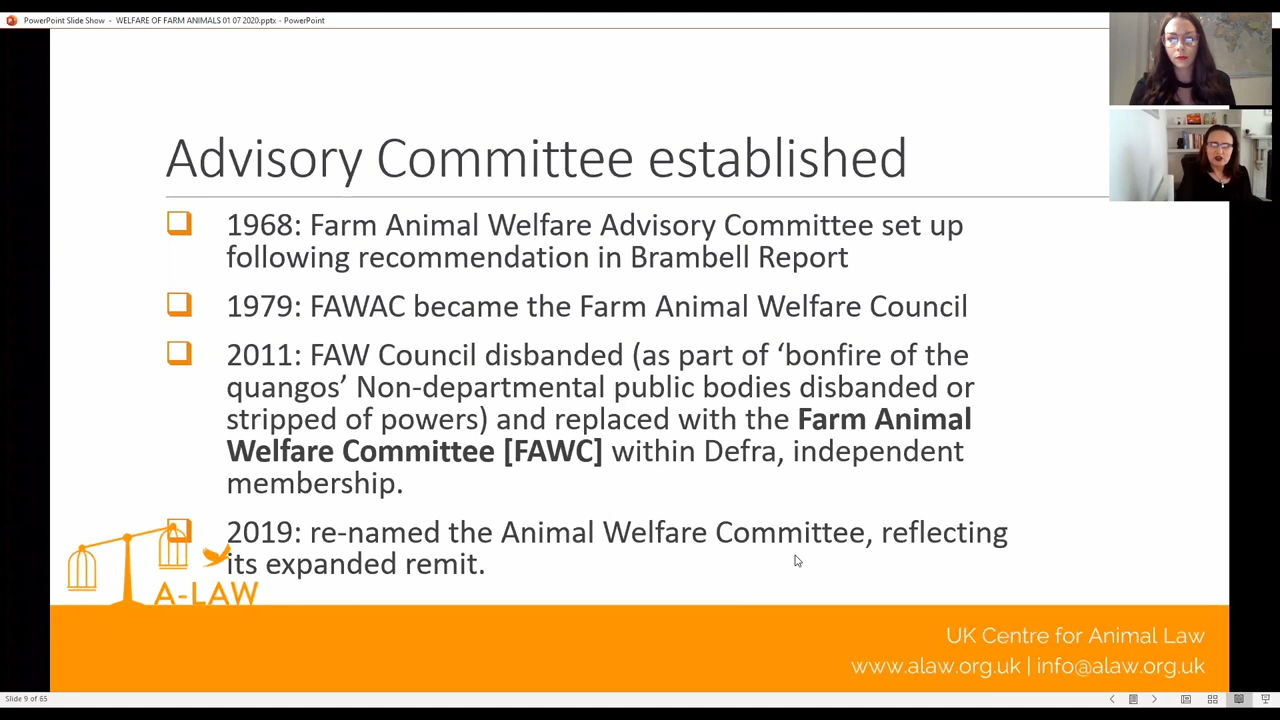 PowerPoint Slide Show - WELFARE OF FARM ANIMALS 01 07 2020.pptx - PowerPoint
Advisory Committee established
1968: Farm Animal Welfare Advisory Committee set up
following recommendation in Brambell Report
1979: FAWAC became the Farm Animal Welfare Council
2011: FAW Council disbanded (as part of ‘bonfire of the
quangos’ Non-departmental public bodies disbanded or
stripped of powers) and replaced with the Farm Animal
Welfare Committee [FAWC] within Defra, independent
membership.
2019: re-named the Animal Welfare Committee, reflecting
its expanded remit.
A-LAW
UK Centre for Animal Law
www.alaw.org.uk | info@alaw.org.uk
Slide 9 of 65